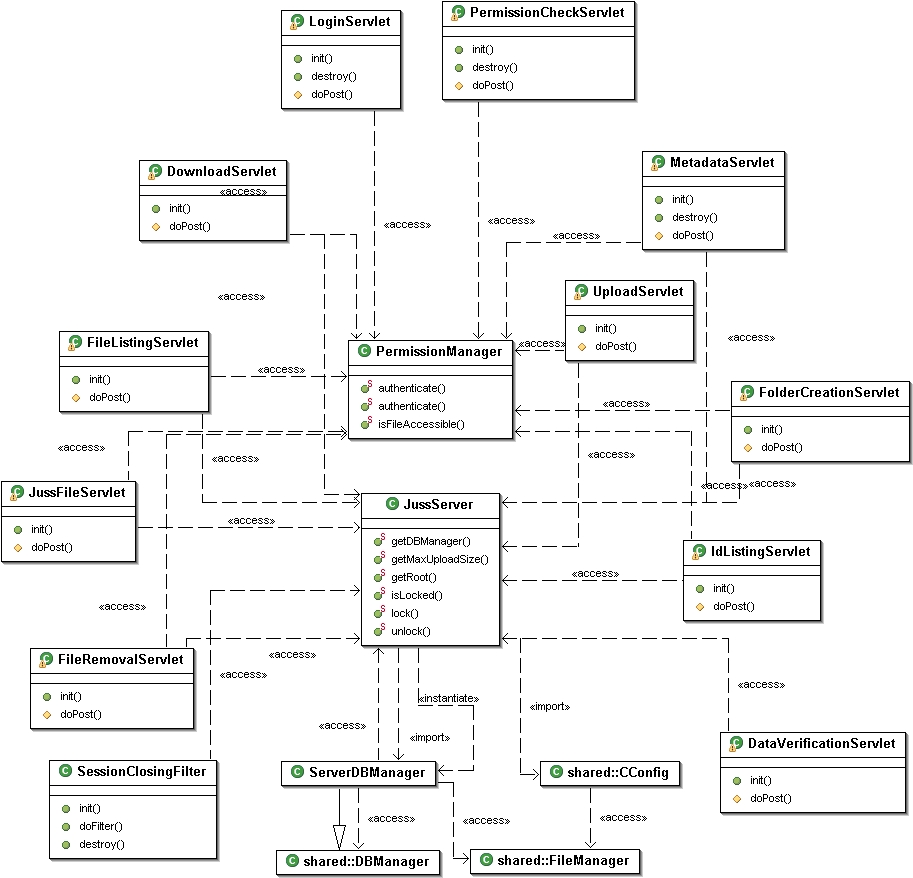 LoginServlet
init()
destroy()
doPost()
PermissionCheckServlet
init()
destroy()
doPost()
DownloadServlet
«access»
init()
doPost()
MetadataServlet
init()
destroy()
doPost()
«access»
«access»
«access»
«access»
UploadServlet
init()
doPost()
«access»
FileListingServlet
init()
doPost()
«access»
PermissionManager
authenticate()
authenticate()
isFileAccessible()
«access»
FolderCreationServlet
init()
doPost()
«access»
«access»
«access»
«access»
«access»
«access»
JussFileServlet
init()
doPost()
«access»
JussServer
getDBManager()
getMaxUploadSize()
getRoot()
isLocked()
lock()
unlock()
«access»
IdListingServlet
init()
doPost()
«access»
FileRemovalServlet
init()
doPost()
«access»
«access»
«instantiate»
«import»
«access»
«access»
«import»
DataVerificationServlet
init()
doPost()
SessionClosingFilter
init()
doFilter()
destroy()
ServerDBManager
shared::CConfig
«access»
«access»
«access»
shared::DBManager
shared::FileManager